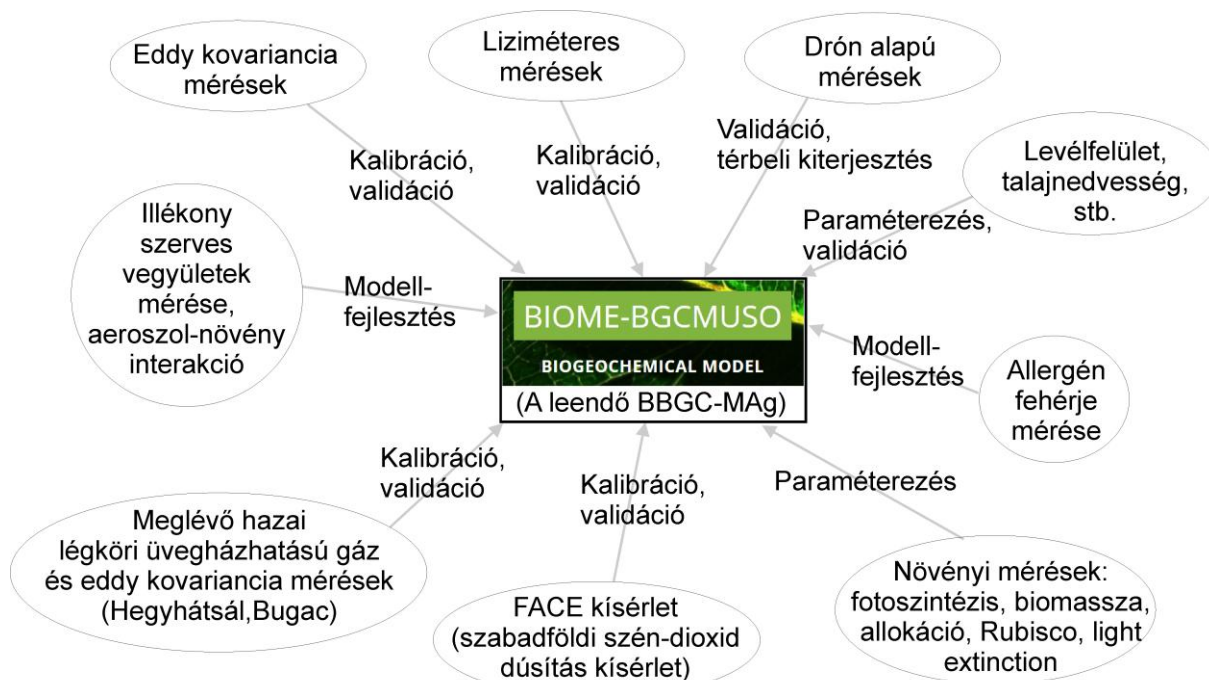 Eddy kovariancia
mérések
Liziméteres
mérések
Drón alapú
mérések
Levélfelület,
talajnedvesség,
stb.
Kalibráció,
validáció
Kalibráció,
validáció
Validáció,
térbeli kiterjesztés
Paraméterezés,
validáció
Illékony
szerves
vegyületek
mérése,
aeroszol-növény
interakció
Modell-
fejlesztés
BIOME-BGCMUSO
BIOGEOCHEMICAL MODEL
(A leendő BBGC-MAg)
Modell-
fejlesztés
Allergén
fehérje
mérése
Kalibráció,
validáció
Kalibráció,
validáció
Paraméterezés
Meglévő hazai
légköri üvegházhatású gáz
és eddy kovariancia mérések
(Hegyhátsál,Bugac)
FACE kísérlet
(szabadföldi szén-dioxid
dúsítás kísérlet)
Növényi mérések:
fotoszintézis, biomassza,
allokáció, Rubisco, light
extinction